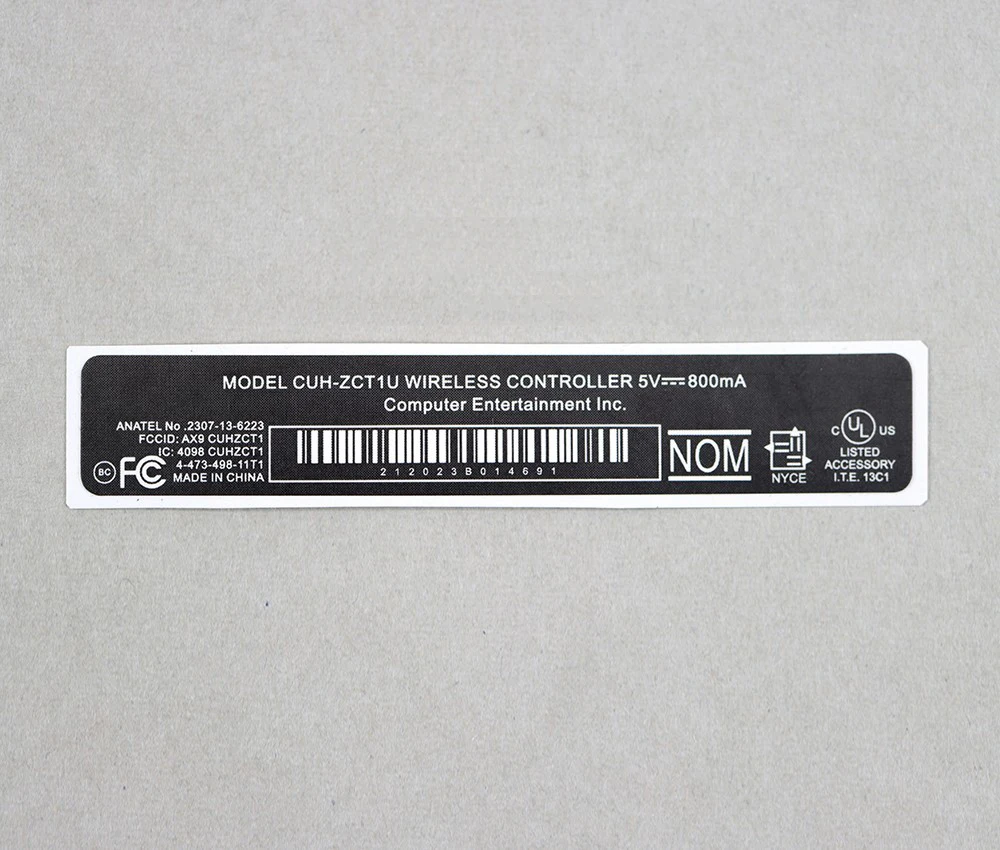 MODEL CUH-ZCT1U WIRELESS CONTROLLER 5V⎓800mA
Computer Entertainment Inc.
ANATEL No .2307-13-6223
FCCID: AX9 CUHZCT1
IC: 4098 CUHZCT1
4-473-498-11T1
MADE IN CHINA
BC
FC
212023B014691
NOM
NYCE
C UL US
LISTED
ACCESSORY
I.T.E. 13C1